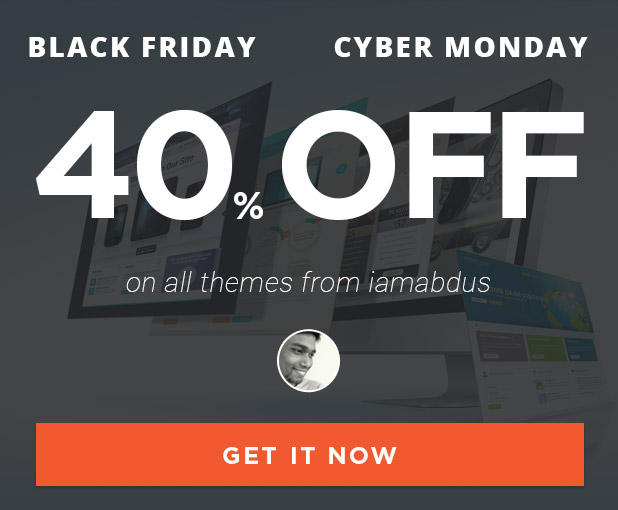 BLACK FRIDAY CYBER MONDAY
40% OFF
on all themes from iamabdus
GET IT NOW